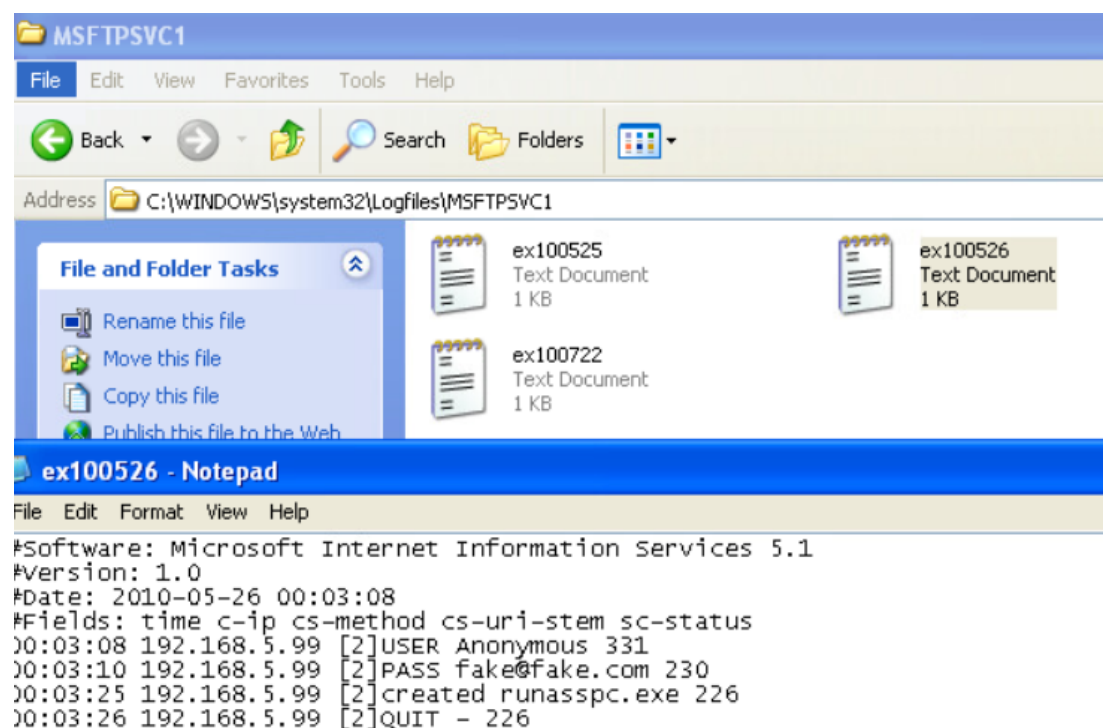 MSFTPSVC1
File Edit View Favorites Tools Help
Back Search Folders
Address C:\WINDOWS\system32\Logfiles\MSFTPSVC1
File and Folder Tasks
Rename this file
Move this file
Copy this file
Publish this file to the Web
ex100525
Text Document
1 KB
ex100526
Text Document
1 KB
ex100722
Text Document
1 KB
ex100526 - Notepad
File Edit Format View Help
#Software: Microsoft Internet Information Services 5.1
#Version: 1.0
#Date: 2010-05-26 00:03:08
#Fields: time c-ip cs-method cs-uri-stem sc-status
00:03:08 192.168.5.99 [2]USER Anonymous 331
00:03:10 192.168.5.99 [2]PASS fake@fake.com 230
00:03:25 192.168.5.99 [2]created runasspc.exe 226
00:03:26 192.168.5.99 [2]QUIT - 226